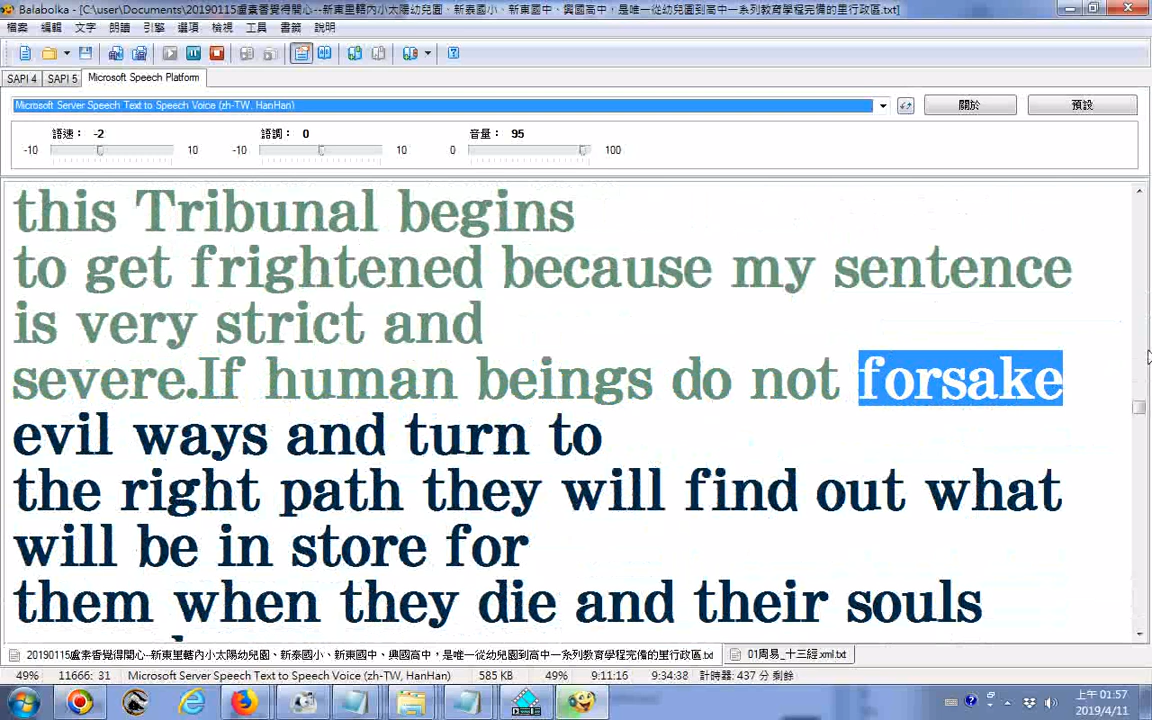 Balabolka - [C:\user\Documents\20190115盧素香覺得開心--新東里轄內小太陽幼兒園、新泰國小、新東國中、興國高中，是唯一從幼兒園到高中一系列教育學程完備的里行政區.txt]
檔案 編輯 文字 朗讀 引擎 選項 檢視 工具 書籤 說明
SAPI 4 SAPI 5 Microsoft Speech Platform
Microsoft Server Speech Text to Speech Voice (zh-TW, HanHan) 關於 預設
語速： -2 語調： 0 音量： 95
-10 10 -10 10 0 100
this Tribunal begins
to get frightened because my sentence
is very strict and
severe.If human beings do not forsake
evil ways and turn to
the right path they will find out what
will be in store for
them when they die and their souls
20190115盧素香覺得開心--新東里轄內小太陽幼兒園、新泰國小、新東國中、興國高中，是唯一從幼兒園到高中一系列教育學程完備的里行政區.txt 01周易_十三經.xml.txt
49% 11666: 31 Microsoft Server Speech Text to Speech Voice (zh-TW, HanHan) 585 KB 49% 9:11:16 9:34:38 計時器: 437 分 剩餘
上午 01:57
2019/4/11